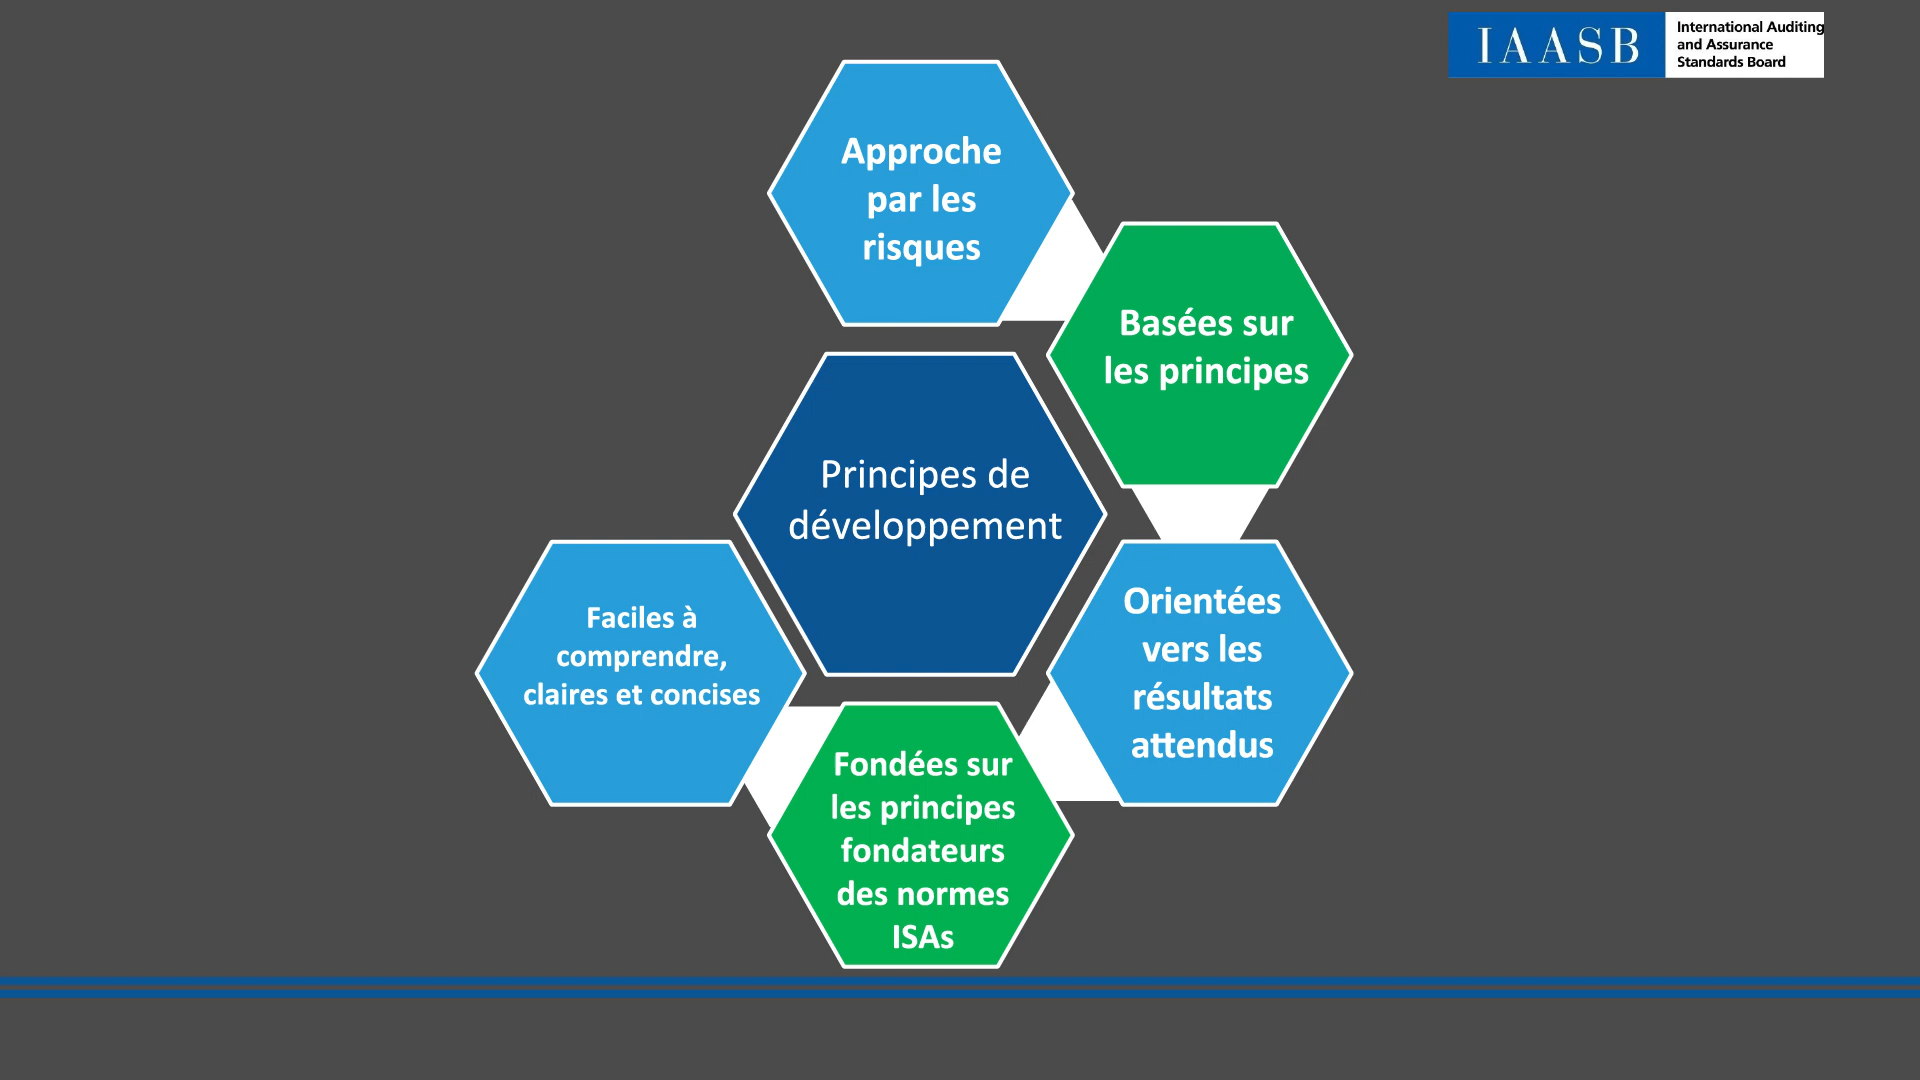 IAASB
International Auditing
and Assurance
Standards Board
Approche
par les
risques
Basées sur
les principes
Principes de
développement
Orientées
vers les
résultats
attendus
Faciles à
comprendre,
claires et concises
Fondées sur
les principes
fondateurs
des normes
ISAs